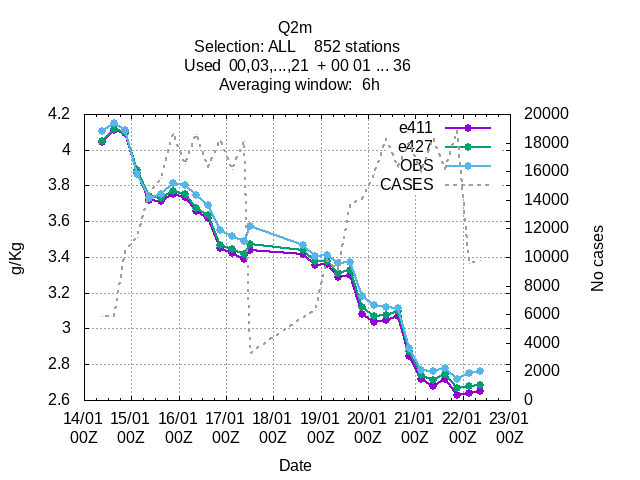 Q2m
Selection: ALL 852 stations
Used 00,03,...,21 + 00 01 ... 36
Averaging window: 6h
4.2
4
3.8
3.6
3.4
3.2
3
2.8
2.6
g/Kg
e411
e427
OBS
CASES
20000
18000
16000
14000
12000
10000
8000
6000
4000
2000
0
No cases
14/01 15/01 16/01 17/01 18/01 19/01 20/01 21/01 22/01 23/01
00Z 00Z 00Z 00Z 00Z 00Z 00Z 00Z 00Z 00Z
Date